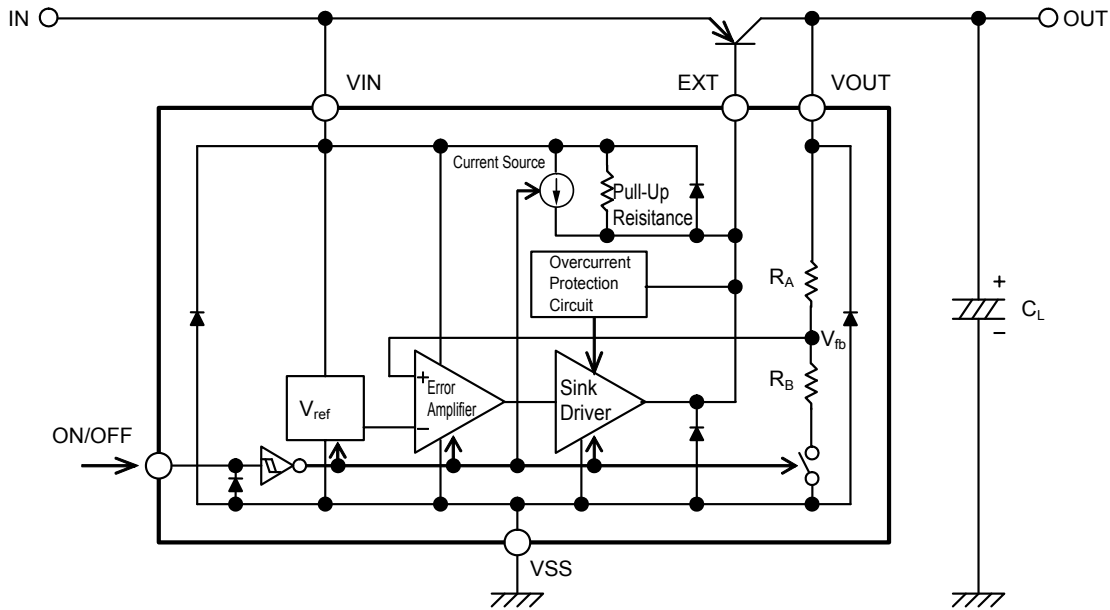 IN
OUT
VIN
EXT
VOUT
Current Source
Pull-Up
Reisitance
Overcurrent
Protection
Circuit
RA
CL
+
−
Vfb
RB
+
−
Error
Amplifier
Sink
Driver
Vref
ON/OFF
VSS